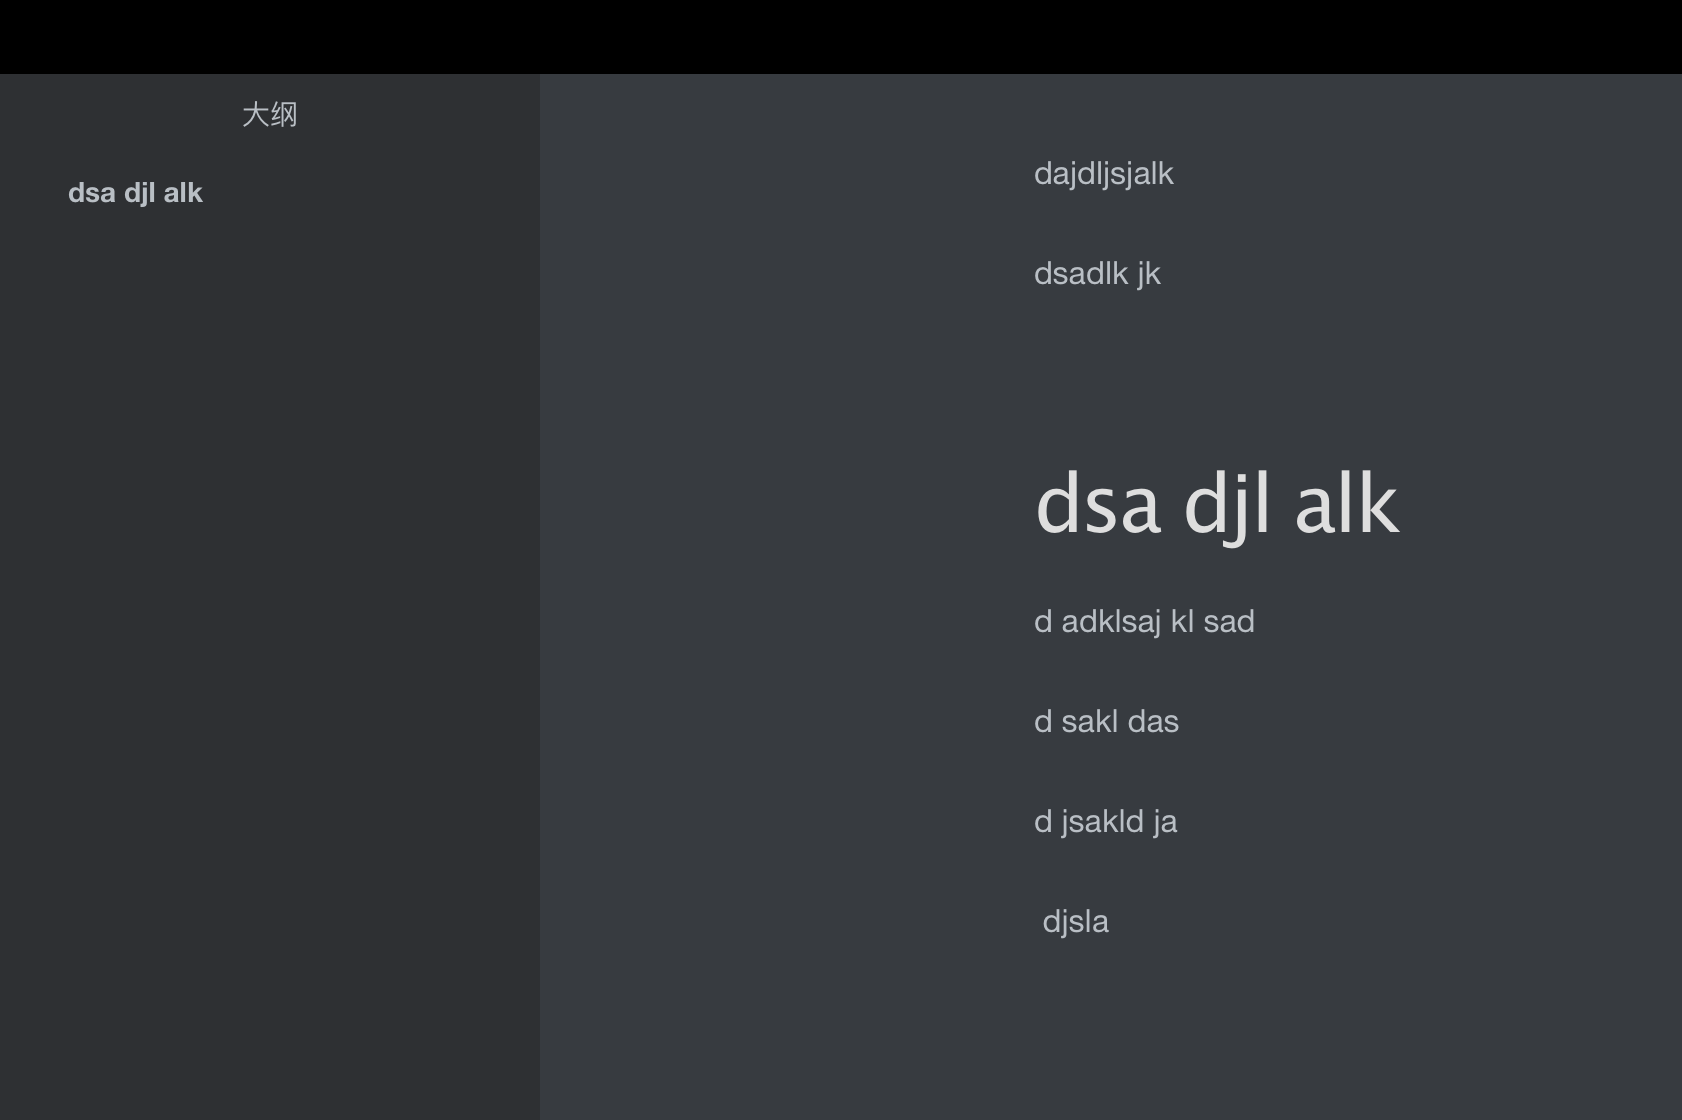 大纲
dsa djl alk
dajdljsjalk
dsadlk jk
dsa djl alk
d adklsaj kl sad
d sakl das
d jsakld ja
djsla